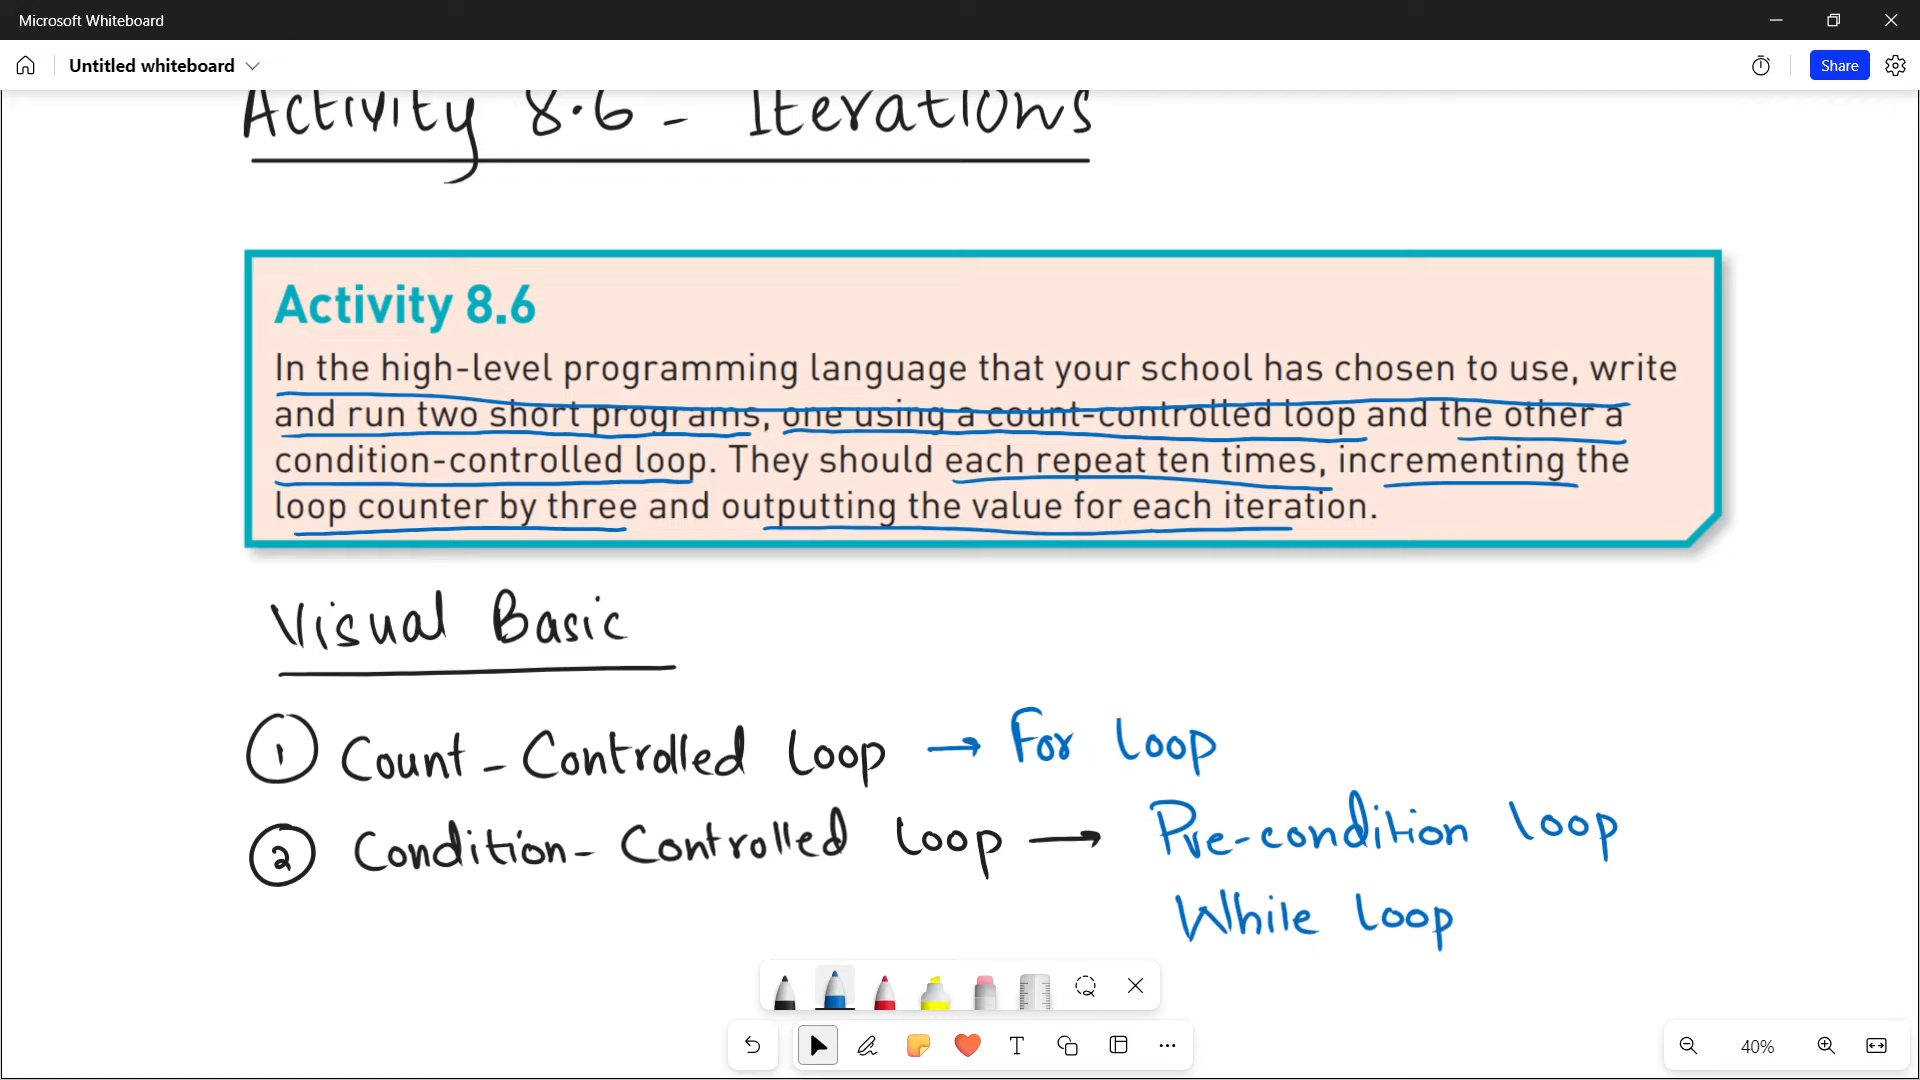 Microsoft Whiteboard
Untitled whiteboard
Share
Activity 8.6 - Iterations
Activity 8.6
In the high-level programming language that your school has chosen to use, write
and run two short programs, one using a count-controlled loop and the other a
condition-controlled loop. They should each repeat ten times, incrementing the
loop counter by three and outputting the value for each iteration.
Visual Basic
1 Count-Controlled Loop → For Loop
2 Condition-Controlled Loop → Pre-condition loop
While loop
40%